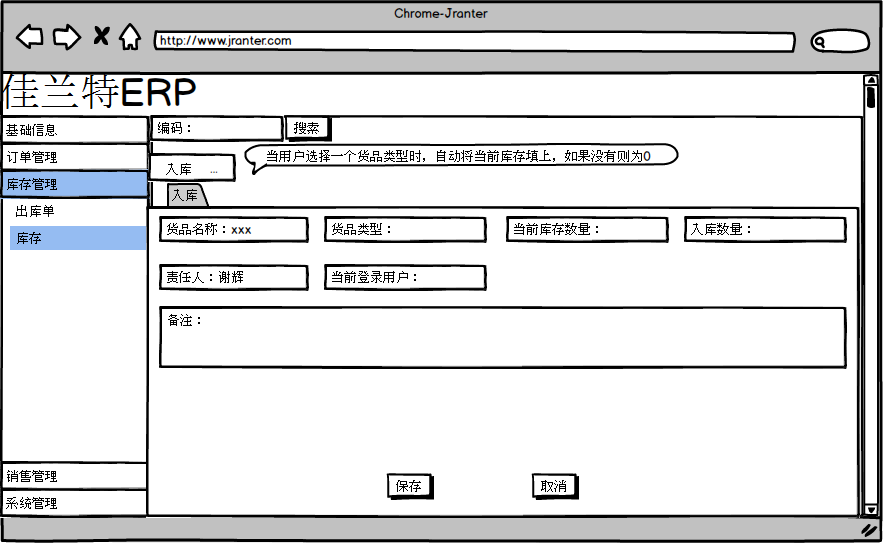 Chrome-Jranter
http://www.jranter.com
佳兰特ERP
基础信息
编码：
搜索
订单管理
当用户选择一个货品类型时，自动将当前库存填上，如果没有则为0
入库 ...
库存管理
入库
出库单
货品名称：xxx
货品类型：
当前库存数量：
入库数量：
库存
责任人：谢辉
当前登录用户：
备注：
销售管理
保存
取消
系统管理